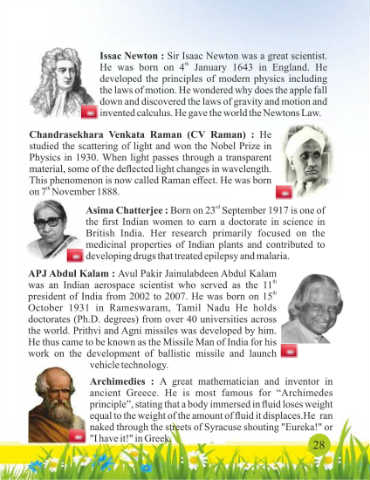 Issac Newton : Sir Isaac Newton was a great scientist.
He was born on 4th January 1643 in England. He
developed the principles of modern physics including
the laws of motion. He wondered why does the apple fall
down and discovered the laws of gravity and motion and
invented calculus. He gave the world the Newtons Law.
Chandrasekhara Venkata Raman (CV Raman) : He
studied the scattering of light and won the Nobel Prize in
Physics in 1930. When light passes through a transparent
material, some of the deflected light changes in wavelength.
This phenomenon is now called Raman effect. He was born
on 7th November 1888.
Asima Chatterjee : Born on 23rd September 1917 is one of
the first Indian women to earn a doctorate in science in
British India. Her research primarily focused on the
medicinal properties of Indian plants and contributed to
developing drugs that treated epilepsy and malaria.
APJ Abdul Kalam : Avul Pakir Jainulabdeen Abdul Kalam
was an Indian aerospace scientist who served as the 11th
president of India from 2002 to 2007. He was born on 15th
October 1931 in Rameswaram, Tamil Nadu He holds
doctorates (Ph.D. degrees) from over 40 universities across
the world. Prithvi and Agni missiles was developed by him.
He thus came to be known as the Missile Man of India for his
work on the development of ballistic missile and launch
vehicle technology.
Archimedies : A great mathematician and inventor in
ancient Greece. He is most famous for “Archimedes
principle”, stating that a body immersed in fluid loses weight
equal to the weight of the amount of fluid it displaces.He ran
naked through the streets of Syracuse shouting "Eureka!" or
"I have it!" in Greek.
28